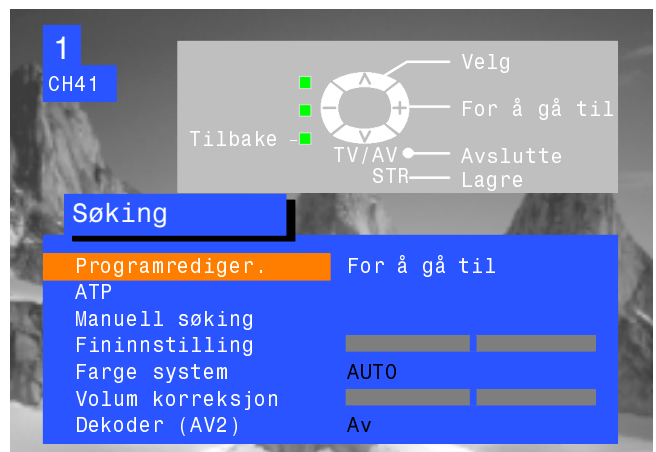 1
CH41
Velg
For å gå til
Tilbake
TV/AV Avslutte
STR Lagre
Søking
Programrediger. For å gå til
ATP
Manuell søking
Fininnstilling
Farge system AUTO
Volum korreksjon
Dekoder (AV2) Av